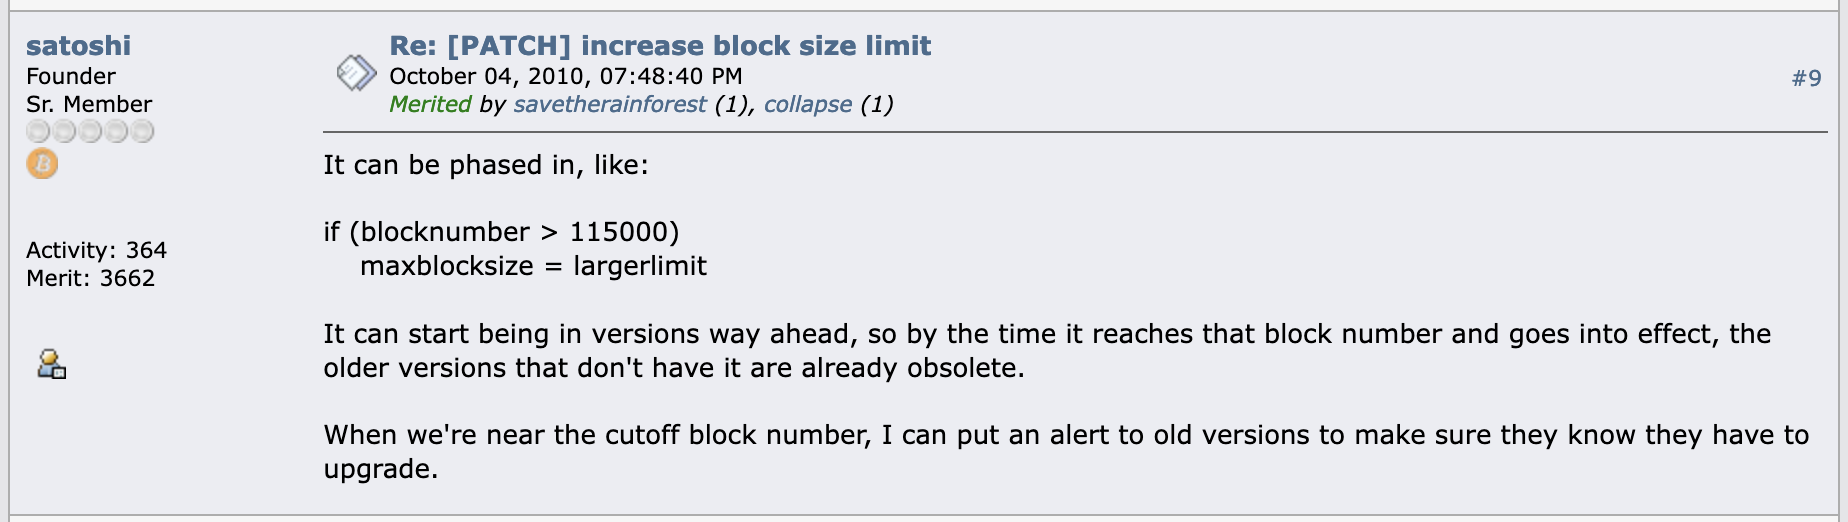 satoshi
Founder
Sr. Member
Activity: 364
Merit: 3662
Re: [PATCH] increase block size limit
October 04, 2010, 07:48:40 PM
Merited by savetherainforest (1), collapse (1)
#9
It can be phased in, like:
if (blocknumber > 115000)
maxblocksize = largerlimit
It can start being in versions way ahead, so by the time it reaches that block number and goes into effect, the
older versions that don't have it are already obsolete.
When we're near the cutoff block number, I can put an alert to old versions to make sure they know they have to
upgrade.